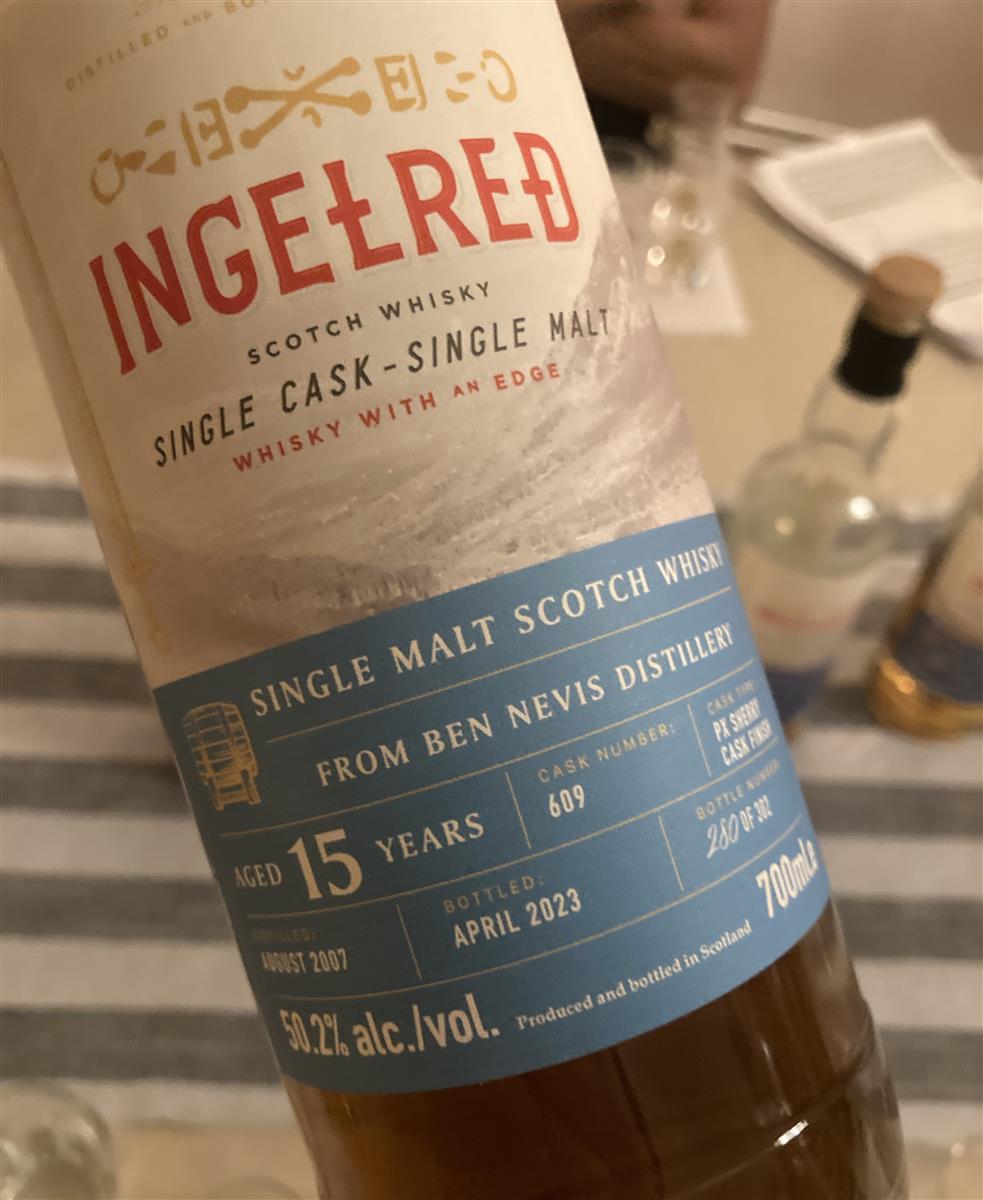 DISTILLED AND
INGELRED
SCOTCH WHISKY
SINGLE CASK-SINGLE MALT
WHISKY WITH AN EDGE
SINGLE MALT SCOTCH WHISKY
FROM BEN NEVIS DISTILLERY
AGED 15 YEARS
CASK NUMBER:
609
CASK TYPE:
PX SHERRY
CASK FINISH
DISTILLED:
AUGUST 2007
BOTTLED:
APRIL 2023
BOTTLE NUMBER:
280 OF 302
50.2% alc./vol.
Produced and bottled in Scotland
700mLe